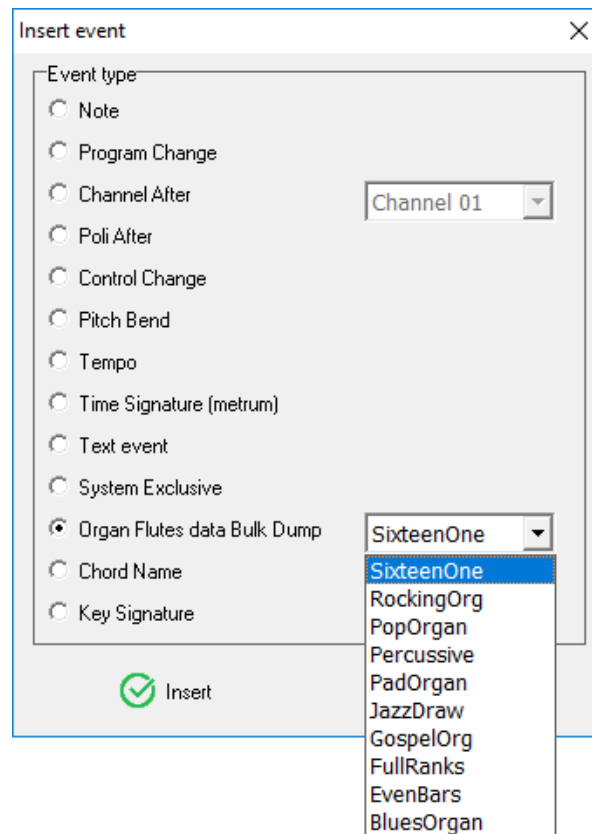 Insert event
Event type
Note
Program Change
Channel After
Channel 01
Poli After
Control Change
Pitch Bend
Tempo
Time Signature (metrum)
Text event
System Exclusive
Organ Flutes data Bulk Dump
SixteenOne
SixteenOne
Chord Name
RockingOrg
Key Signature
PopOrgan
Percussive
PadOrgan
JazzDraw
GospelOrg
FullRanks
EvenBars
BluesOrgan
Insert